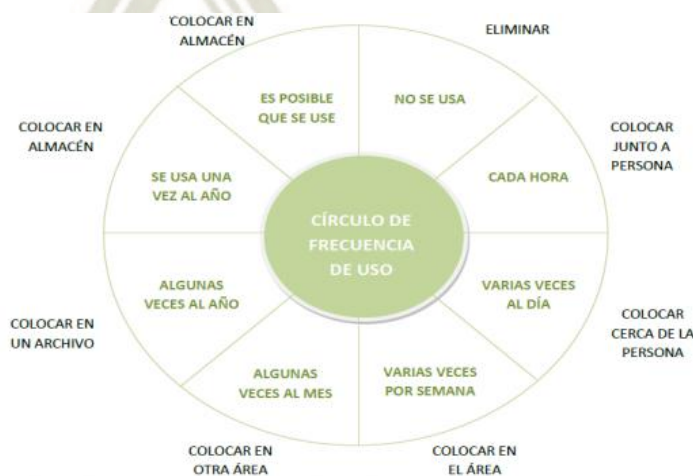 COLOCAR EN
ALMACÉN
ELIMINAR
ES POSIBLE
QUE SE USE
NO SE USA
COLOCAR EN
ALMACÉN
COLOCAR
JUNTO A
PERSONA
SE USA UNA
VEZ AL AÑO
CADA HORA
CÍRCULO DE
FRECUENCIA
DE USO
ALGUNAS
VECES AL AÑO
VARIAS VECES
AL DÍA
COLOCAR EN
UN ARCHIVO
COLOCAR
CERCA DE LA
PERSONA
ALGUNAS
VECES AL MES
VARIAS VECES
POR SEMANA
COLOCAR EN
OTRA ÁREA
COLOCAR EN
EL ÁREA